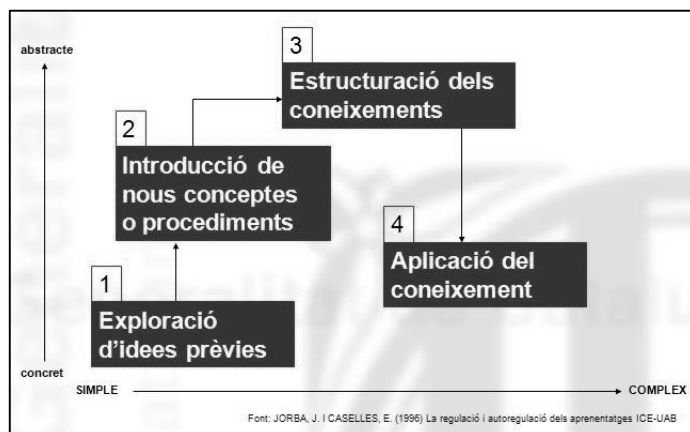 abstracte
3
Estructuració dels
coneixements
2
Introducció de
nous conceptes
o procediments
4
Aplicació del
coneixement
1
Exploració
d'idees prèvies
concret
SIMPLE
COMPLEX
Font: JORBA, J. I CASELLES, E. (1996) La regulació i autoregulació dels aprenentatges ICE-UAB